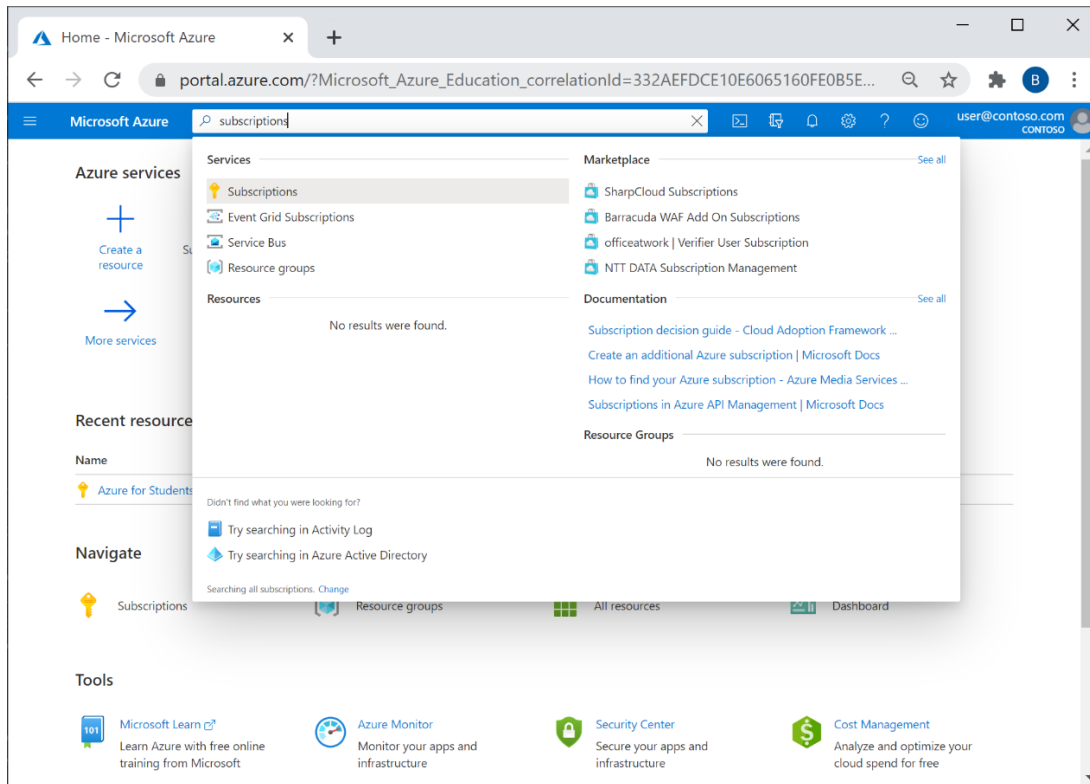 Home - Microsoft Azure
portal.azure.com/?Microsoft_Azure_Education_correlationId=332AEFDCE10E6065160FE0B5E...
B
Microsoft Azure
subscriptions
user@contoso.com
CONTOSO
Azure services
Create a
resource
Su
More services
Services
Subscriptions
Event Grid Subscriptions
Service Bus
Resource groups
Resources
No results were found.
Marketplace
See all
SharpCloud Subscriptions
Barracuda WAF Add On Subscriptions
officeatwork | Verifier User Subscription
NTT DATA Subscription Management
Documentation
See all
Subscription decision guide - Cloud Adoption Framework ...
Create an additional Azure subscription | Microsoft Docs
How to find your Azure subscription - Azure Media Services ...
Subscriptions in Azure API Management | Microsoft Docs
Resource Groups
No results were found.
Didn't find what you were looking for?
Try searching in Activity Log
Try searching in Azure Active Directory
Searching all subscriptions. Change
Recent resource
Name
Azure for Students
Navigate
Subscriptions
Resource groups
All resources
Dashboard
Tools
101
Microsoft Learn
Learn Azure with free online
training from Microsoft
Azure Monitor
Monitor your apps and
infrastructure
Security Center
Secure your apps and
infrastructure
Cost Management
Analyze and optimize your
cloud spend for free